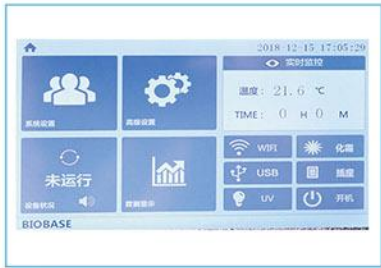 2018-12-15 17:05:29
实时监控
温度: 21.6 ℃
TIME: 0 H 0 M
系统设置
高级设置
WIFI
化霜
USB
插座
UV
开机
未运行
设备状况
数据显示
BIOBASE